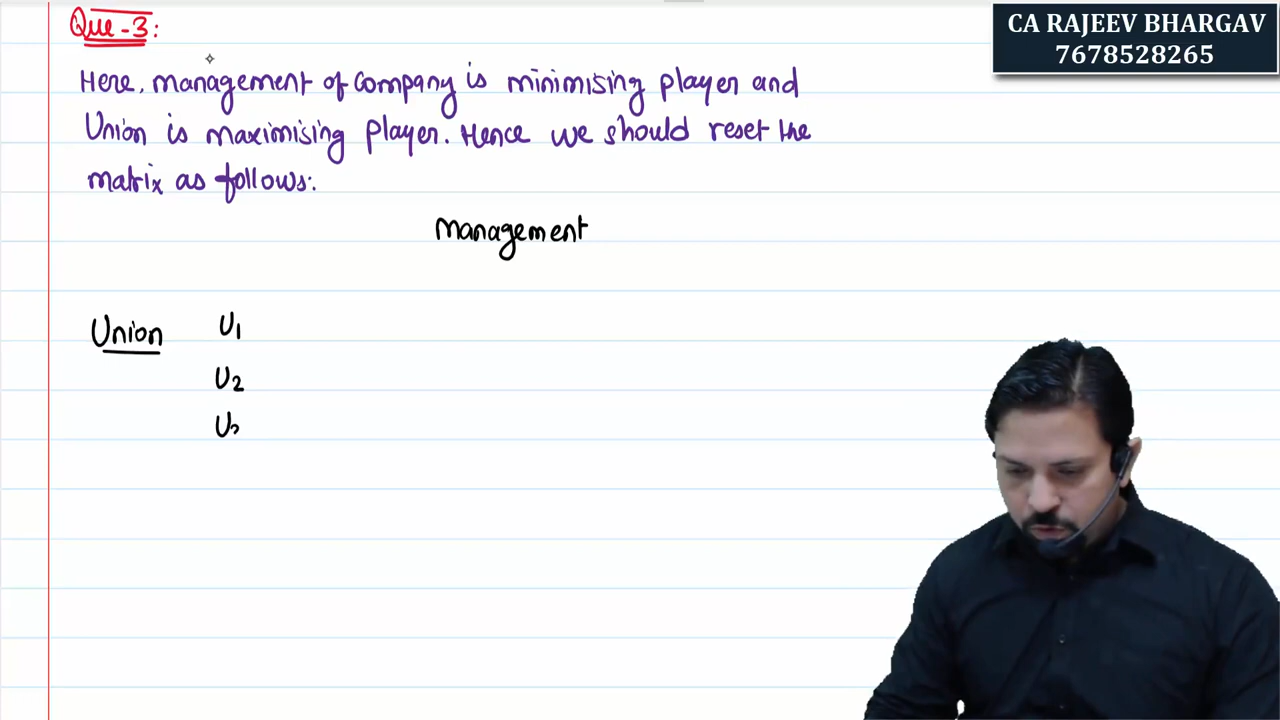 Que-3:
CA RAJEEV BHARGAV
7678528265
Here, management of company is minimising player and
Union is maximising player. Hence we should reset the
matrix as follows:
Management
Union U1
U2
U3